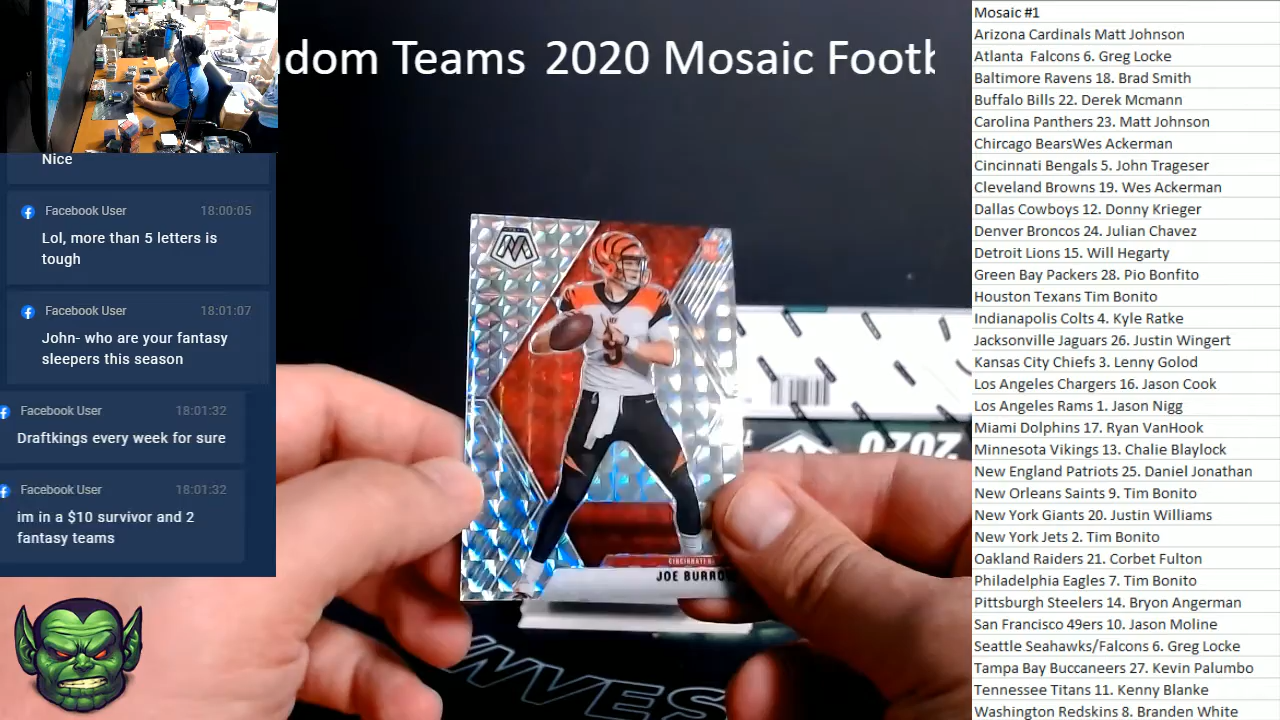 dom Teams 2020 Mosaic Footb
Nice
Facebook User 18:00:05
Lol, more than 5 letters is
tough
Facebook User 18:01:07
John- who are your fantasy
sleepers this season
Facebook User 18:01:32
Draftkings every week for sure
Facebook User 18:01:32
im in a $10 survivor and 2
fantasy teams
9
CINCINNATI
JOE BURRO
2020
NVES
Mosaic #1
Arizona Cardinals Matt Johnson
Atlanta Falcons 6. Greg Locke
Baltimore Ravens 18. Brad Smith
Buffalo Bills 22. Derek Mcmann
Carolina Panthers 23. Matt Johnson
Chircago BearsWes Ackerman
Cincinnati Bengals 5. John Trageser
Cleveland Browns 19. Wes Ackerman
Dallas Cowboys 12. Donny Krieger
Denver Broncos 24. Julian Chavez
Detroit Lions 15. Will Hegarty
Green Bay Packers 28. Pio Bonfito
Houston Texans Tim Bonito
Indianapolis Colts 4. Kyle Ratke
Jacksonville Jaguars 26. Justin Wingert
Kansas City Chiefs 3. Lenny Golod
Los Angeles Chargers 16. Jason Cook
Los Angeles Rams 1. Jason Nigg
Miami Dolphins 17. Ryan VanHook
Minnesota Vikings 13. Chalie Blaylock
New England Patriots 25. Daniel Jonathan
New Orleans Saints 9. Tim Bonito
New York Giants 20. Justin Williams
New York Jets 2. Tim Bonito
Oakland Raiders 21. Corbet Fulton
Philadelphia Eagles 7. Tim Bonito
Pittsburgh Steelers 14. Bryon Angerman
San Francisco 49ers 10. Jason Moline
Seattle Seahawks/Falcons 6. Greg Locke
Tampa Bay Buccaneers 27. Kevin Palumbo
Tennessee Titans 11. Kenny Blanke
Washington Redskins 8. Branden White